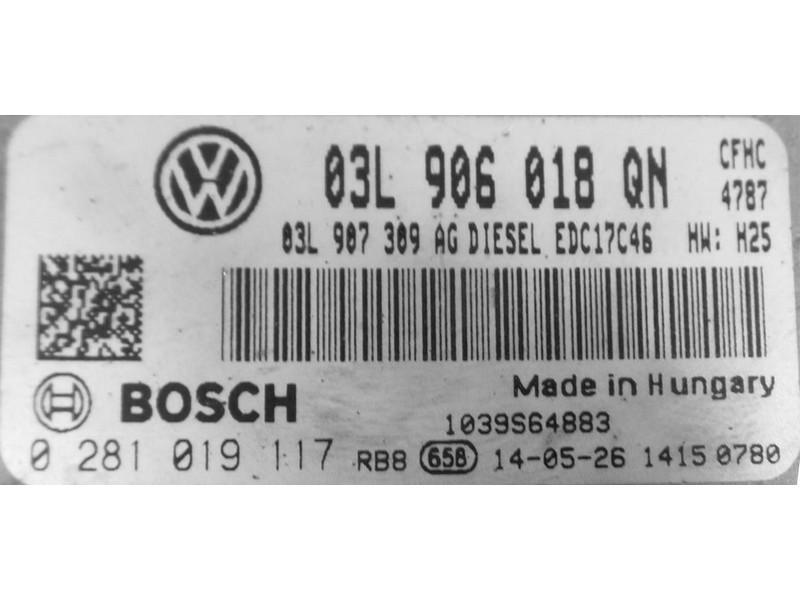 03L 906 018 QN CFHC
4787
03L 907 309 AG DIESEL EDC17C46 HW: H25
BOSCH Made in Hungary
1039S64883
0 281 019 117 RB8 658 14-05-26 1415 0780